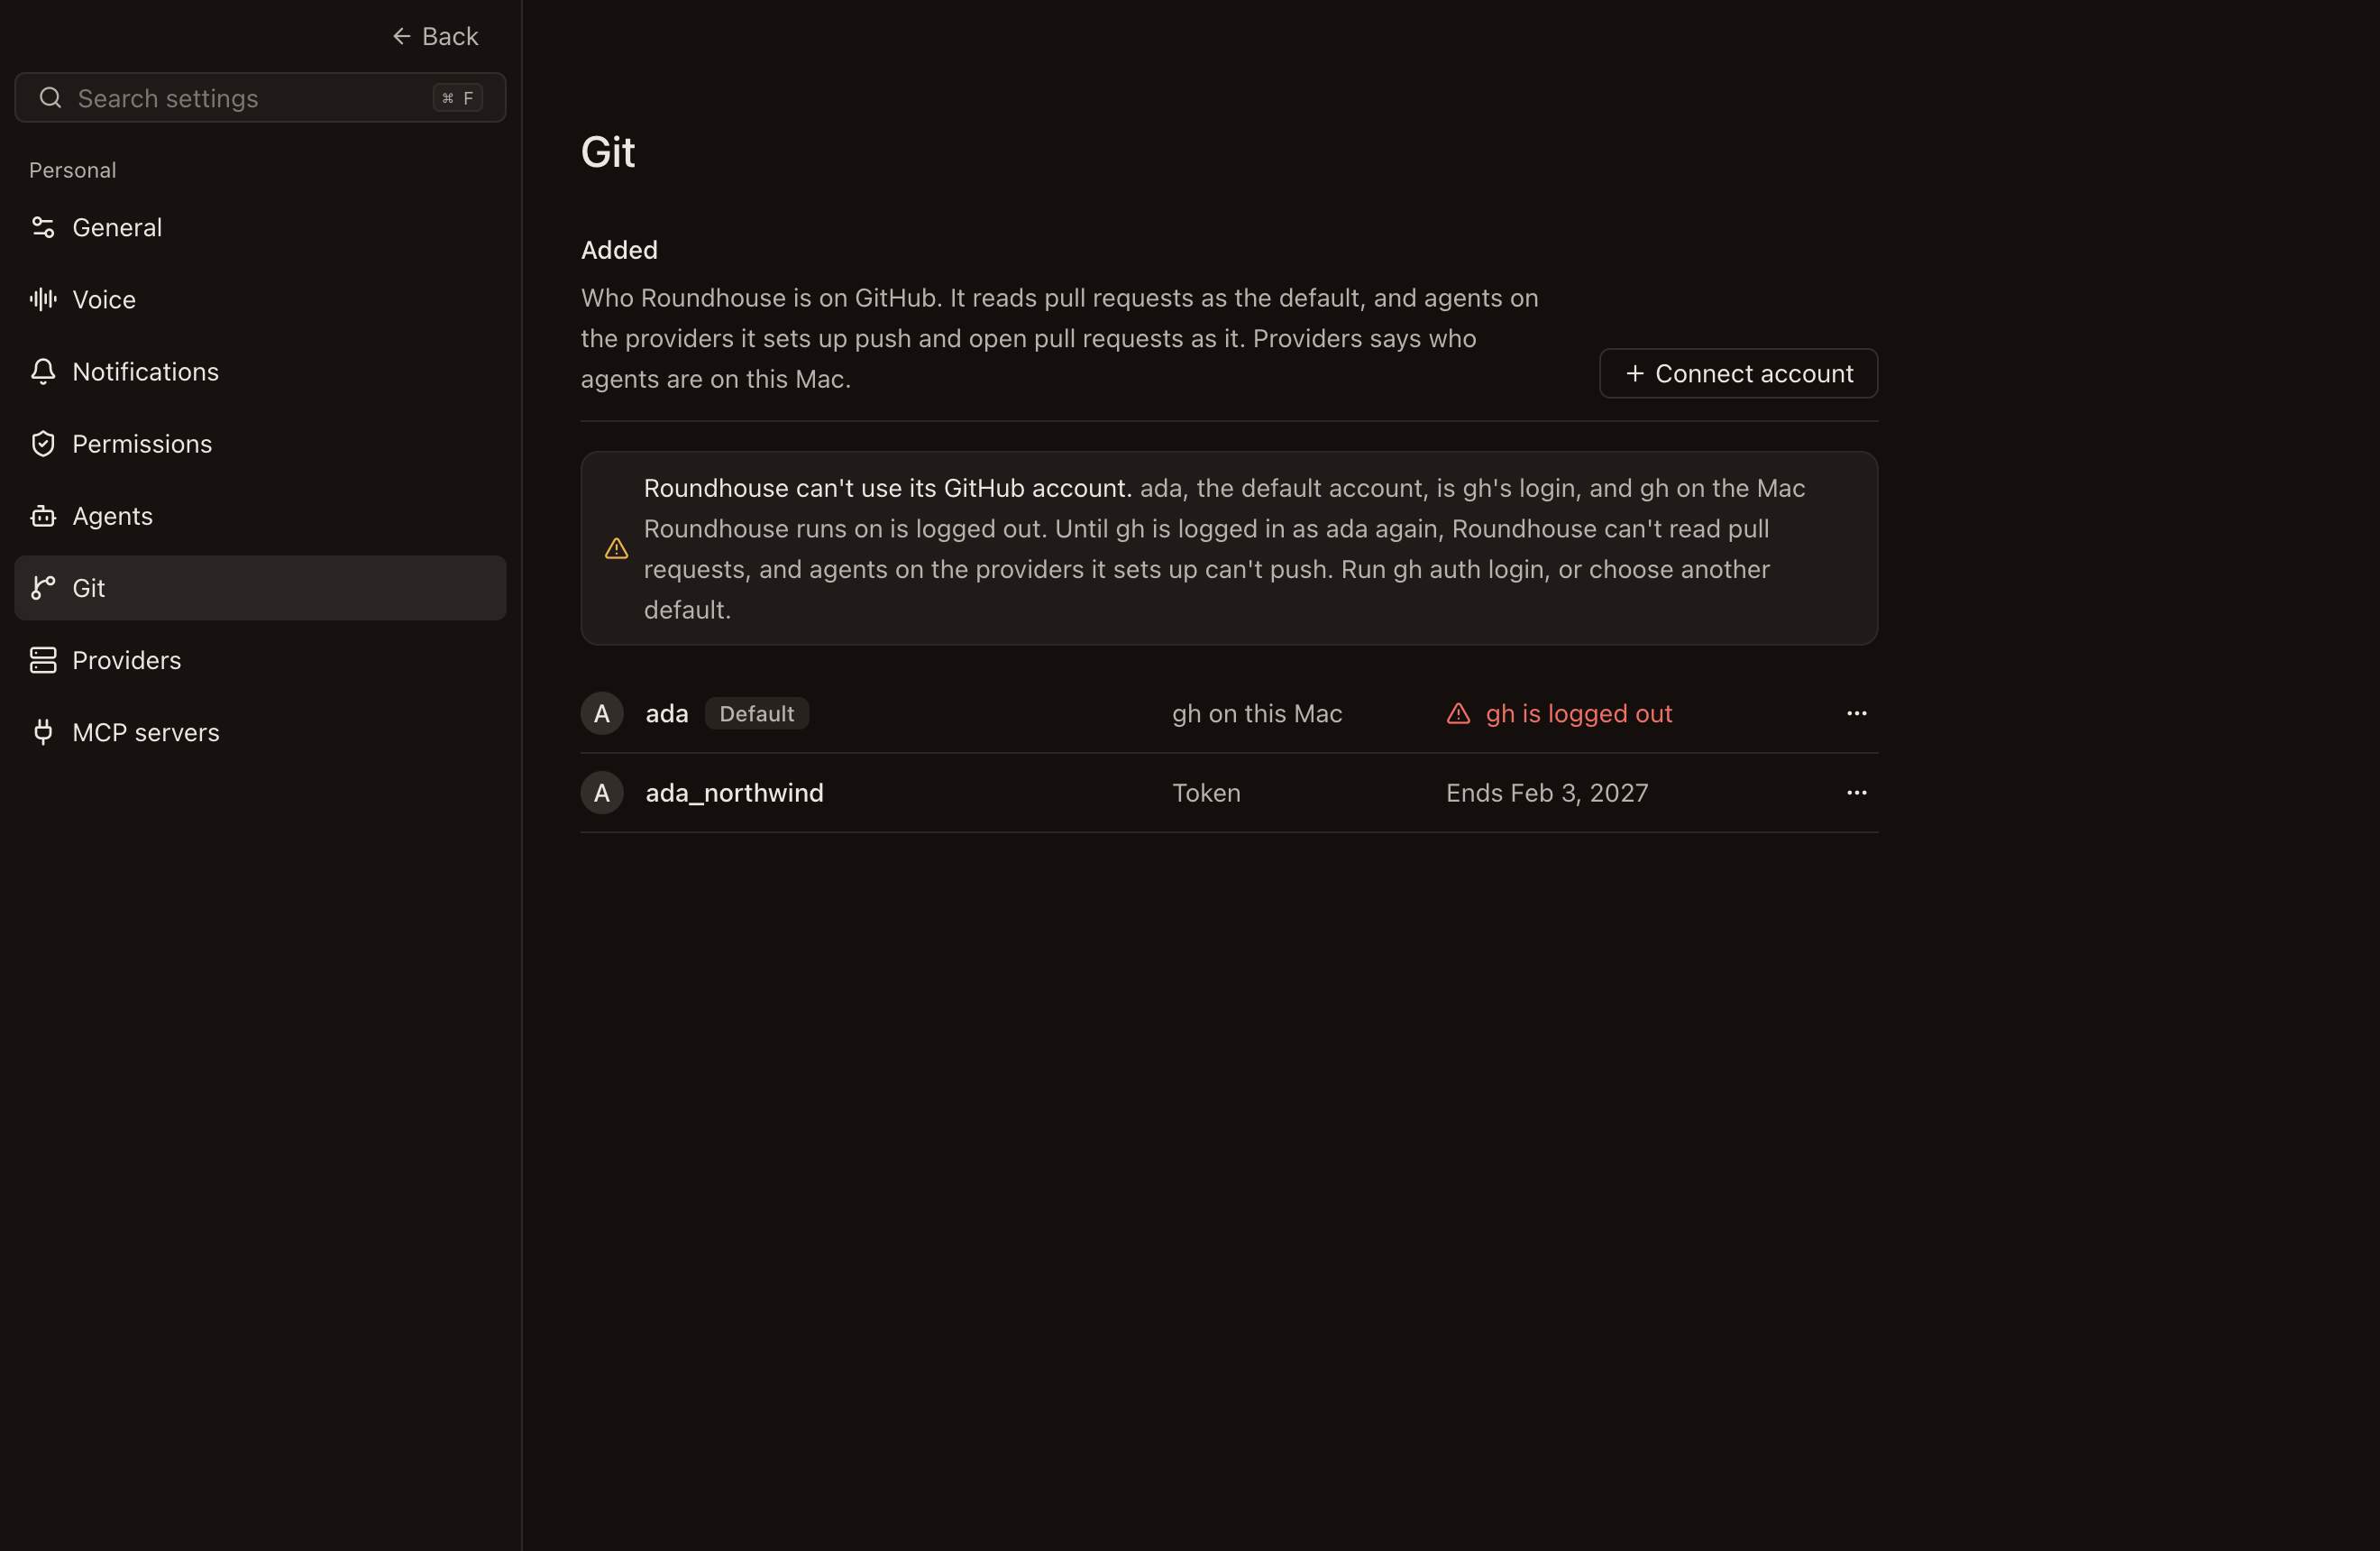 Back
Search settings
⌘ F
Personal
General
Voice
Notifications
Permissions
Agents
Git
Providers
MCP servers
Git
Added
Who Roundhouse is on GitHub. It reads pull requests as the default, and agents on
the providers it sets up push and open pull requests as it. Providers says who
agents are on this Mac.
Connect account
Roundhouse can't use its GitHub account. ada, the default account, is gh's login, and gh on the Mac
Roundhouse runs on is logged out. Until gh is logged in as ada again, Roundhouse can't read pull
requests, and agents on the providers it sets up can't push. Run gh auth login, or choose another
default.
A ada Default gh on this Mac gh is logged out
A ada_northwind Token Ends Feb 3, 2027